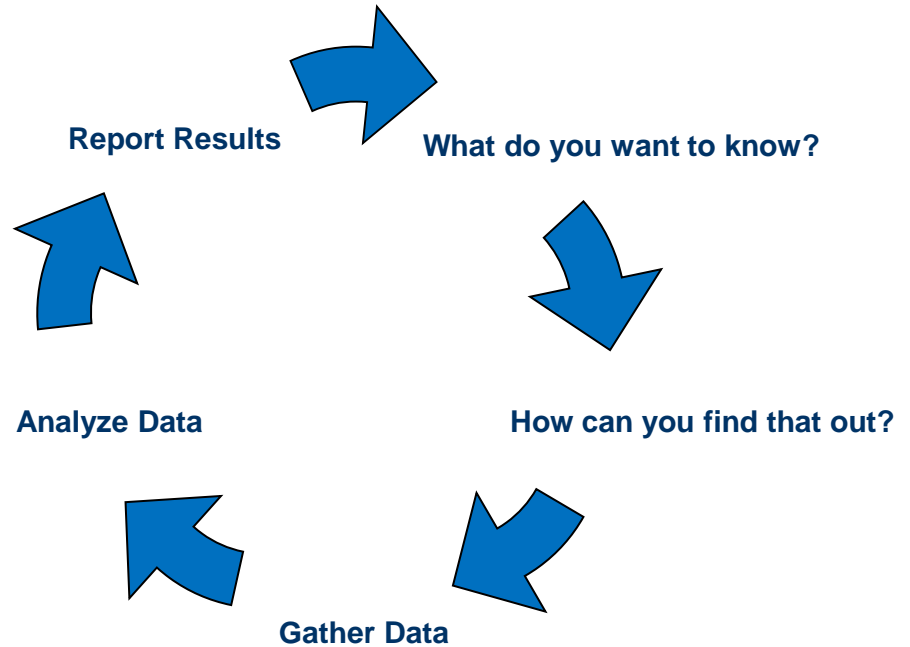 Report Results
What do you want to know?
Analyze Data
How can you find that out?
Gather Data